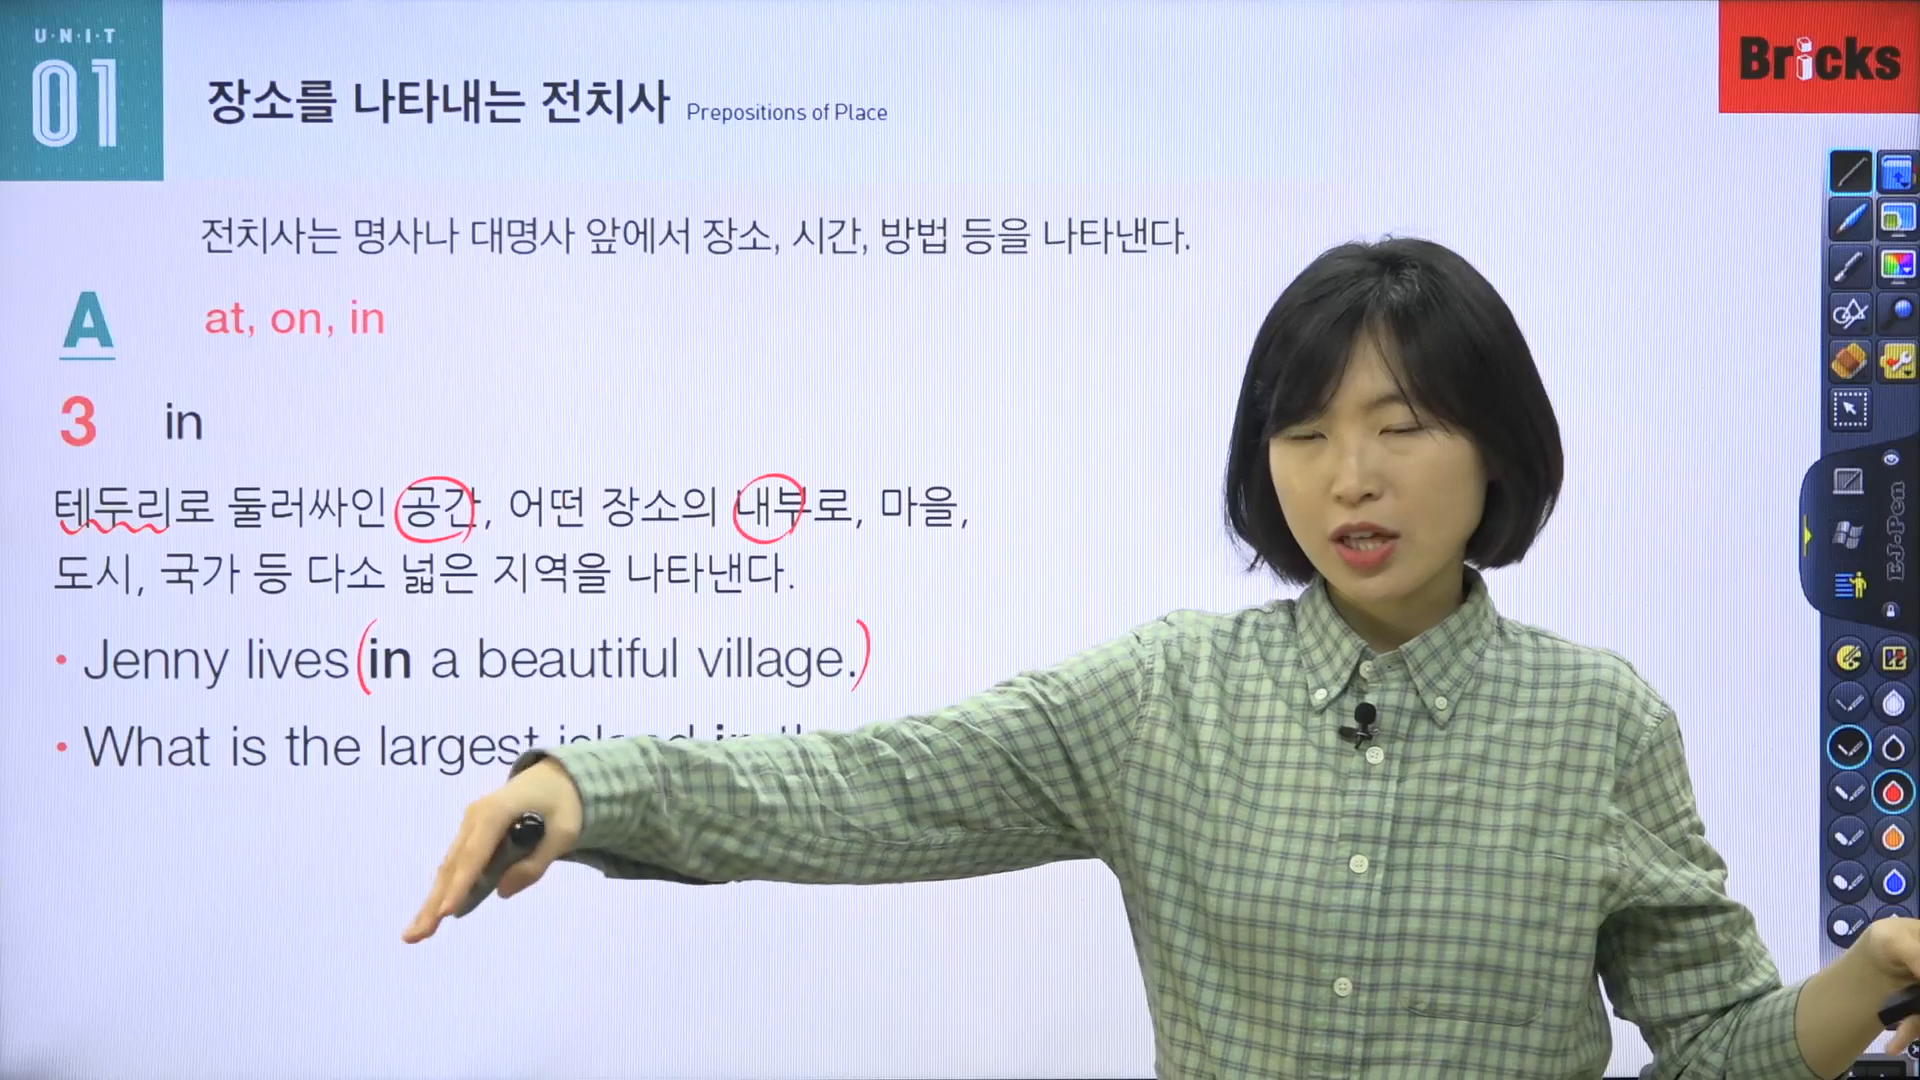 U·N·I·T
01
장소를 나타내는 전치사 Prepositions of Place
Bricks
전치사는 명사나 대명사 앞에서 장소, 시간, 방법 등을 나타낸다.
A at, on, in
3 in
테두리로 둘러싸인 공간, 어떤 장소의 내부로, 마을,
도시, 국가 등 다소 넓은 지역을 나타낸다.
• Jenny lives (in a beautiful village.)
• What is the largest island in
E.J-Pen